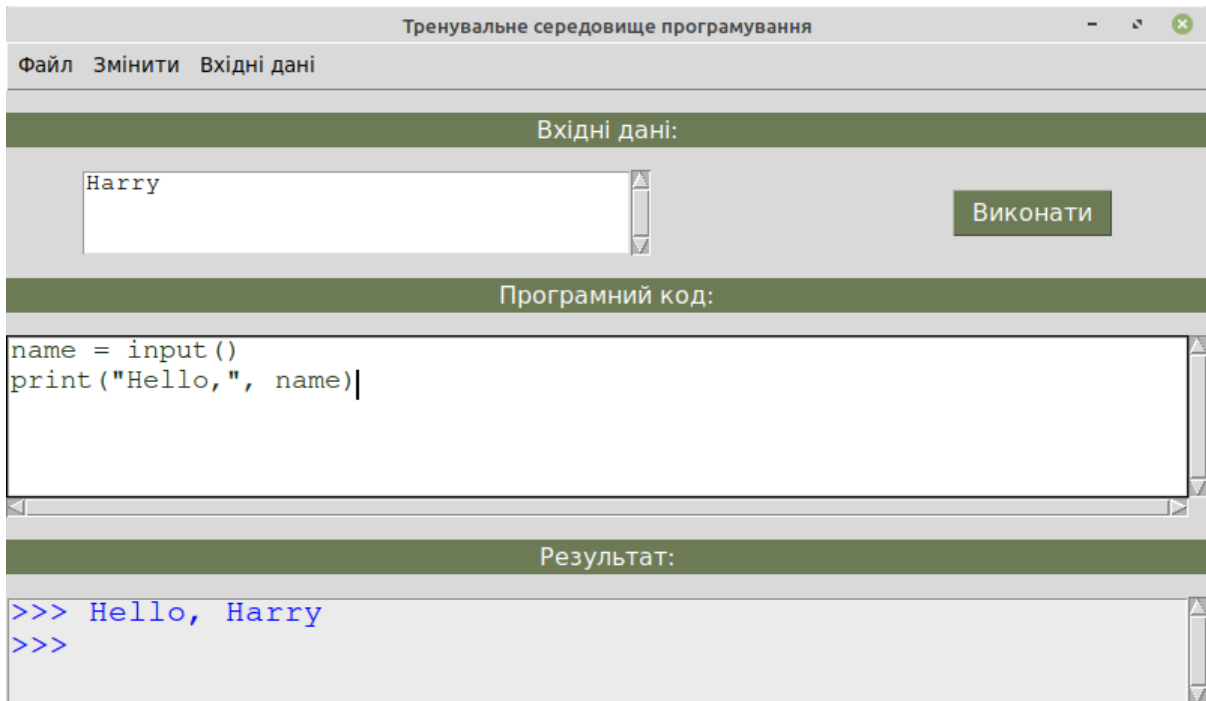 Тренувальне середовище програмування
Файл Змінити Вхідні дані
Вхідні дані:
Harry
Виконати
Програмний код:
name = input()
print("Hello,", name)
Результат:
>>> Hello, Harry
>>>